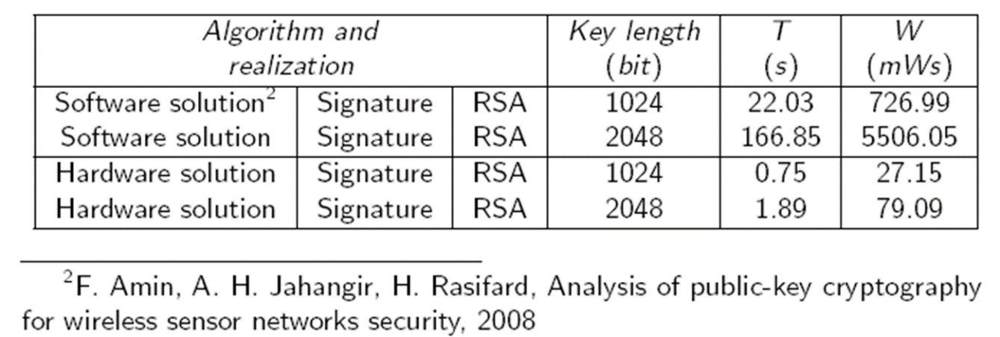 Algorithm and Key length T W
realization (bit) (s) (mWs)
Software solution² Signature RSA 1024 22.03 726.99
Software solution Signature RSA 2048 166.85 5506.05
Hardware solution Signature RSA 1024 0.75 27.15
Hardware solution Signature RSA 2048 1.89 79.09
²F. Amin, A. H. Jahangir, H. Rasifard, Analysis of public-key cryptography
for wireless sensor networks security, 2008